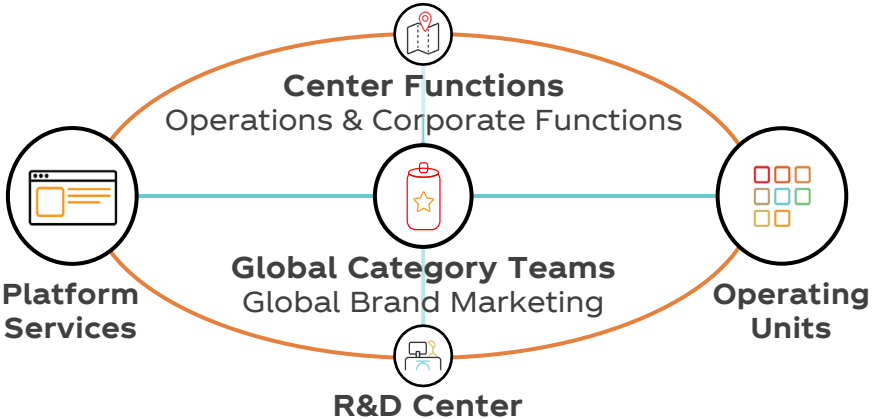 Center Functions
Operations & Corporate Functions
Global Category Teams
Global Brand Marketing
Platform
Services
Operating
Units
R&D Center